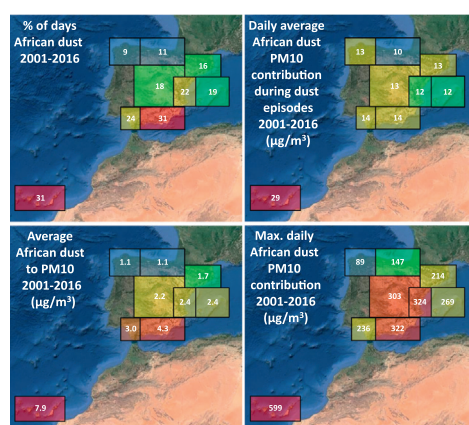 % of days
African dust
2001-2016
9
11
16
18
22
19
24
31
31
Daily average
African dust
PM10
contribution
during dust
episodes
2001-2016
(µg/m³)
13
10
13
13
12
12
14
14
29
Average
African dust
to PM10
2001-2016
(µg/m³)
1.1
1.1
1.7
2.2
2.4
2.4
3.0
4.3
7.9
Max. daily
African dust
PM10
contribution
2001-2016
(µg/m³)
89
147
214
303
324
269
236
322
599